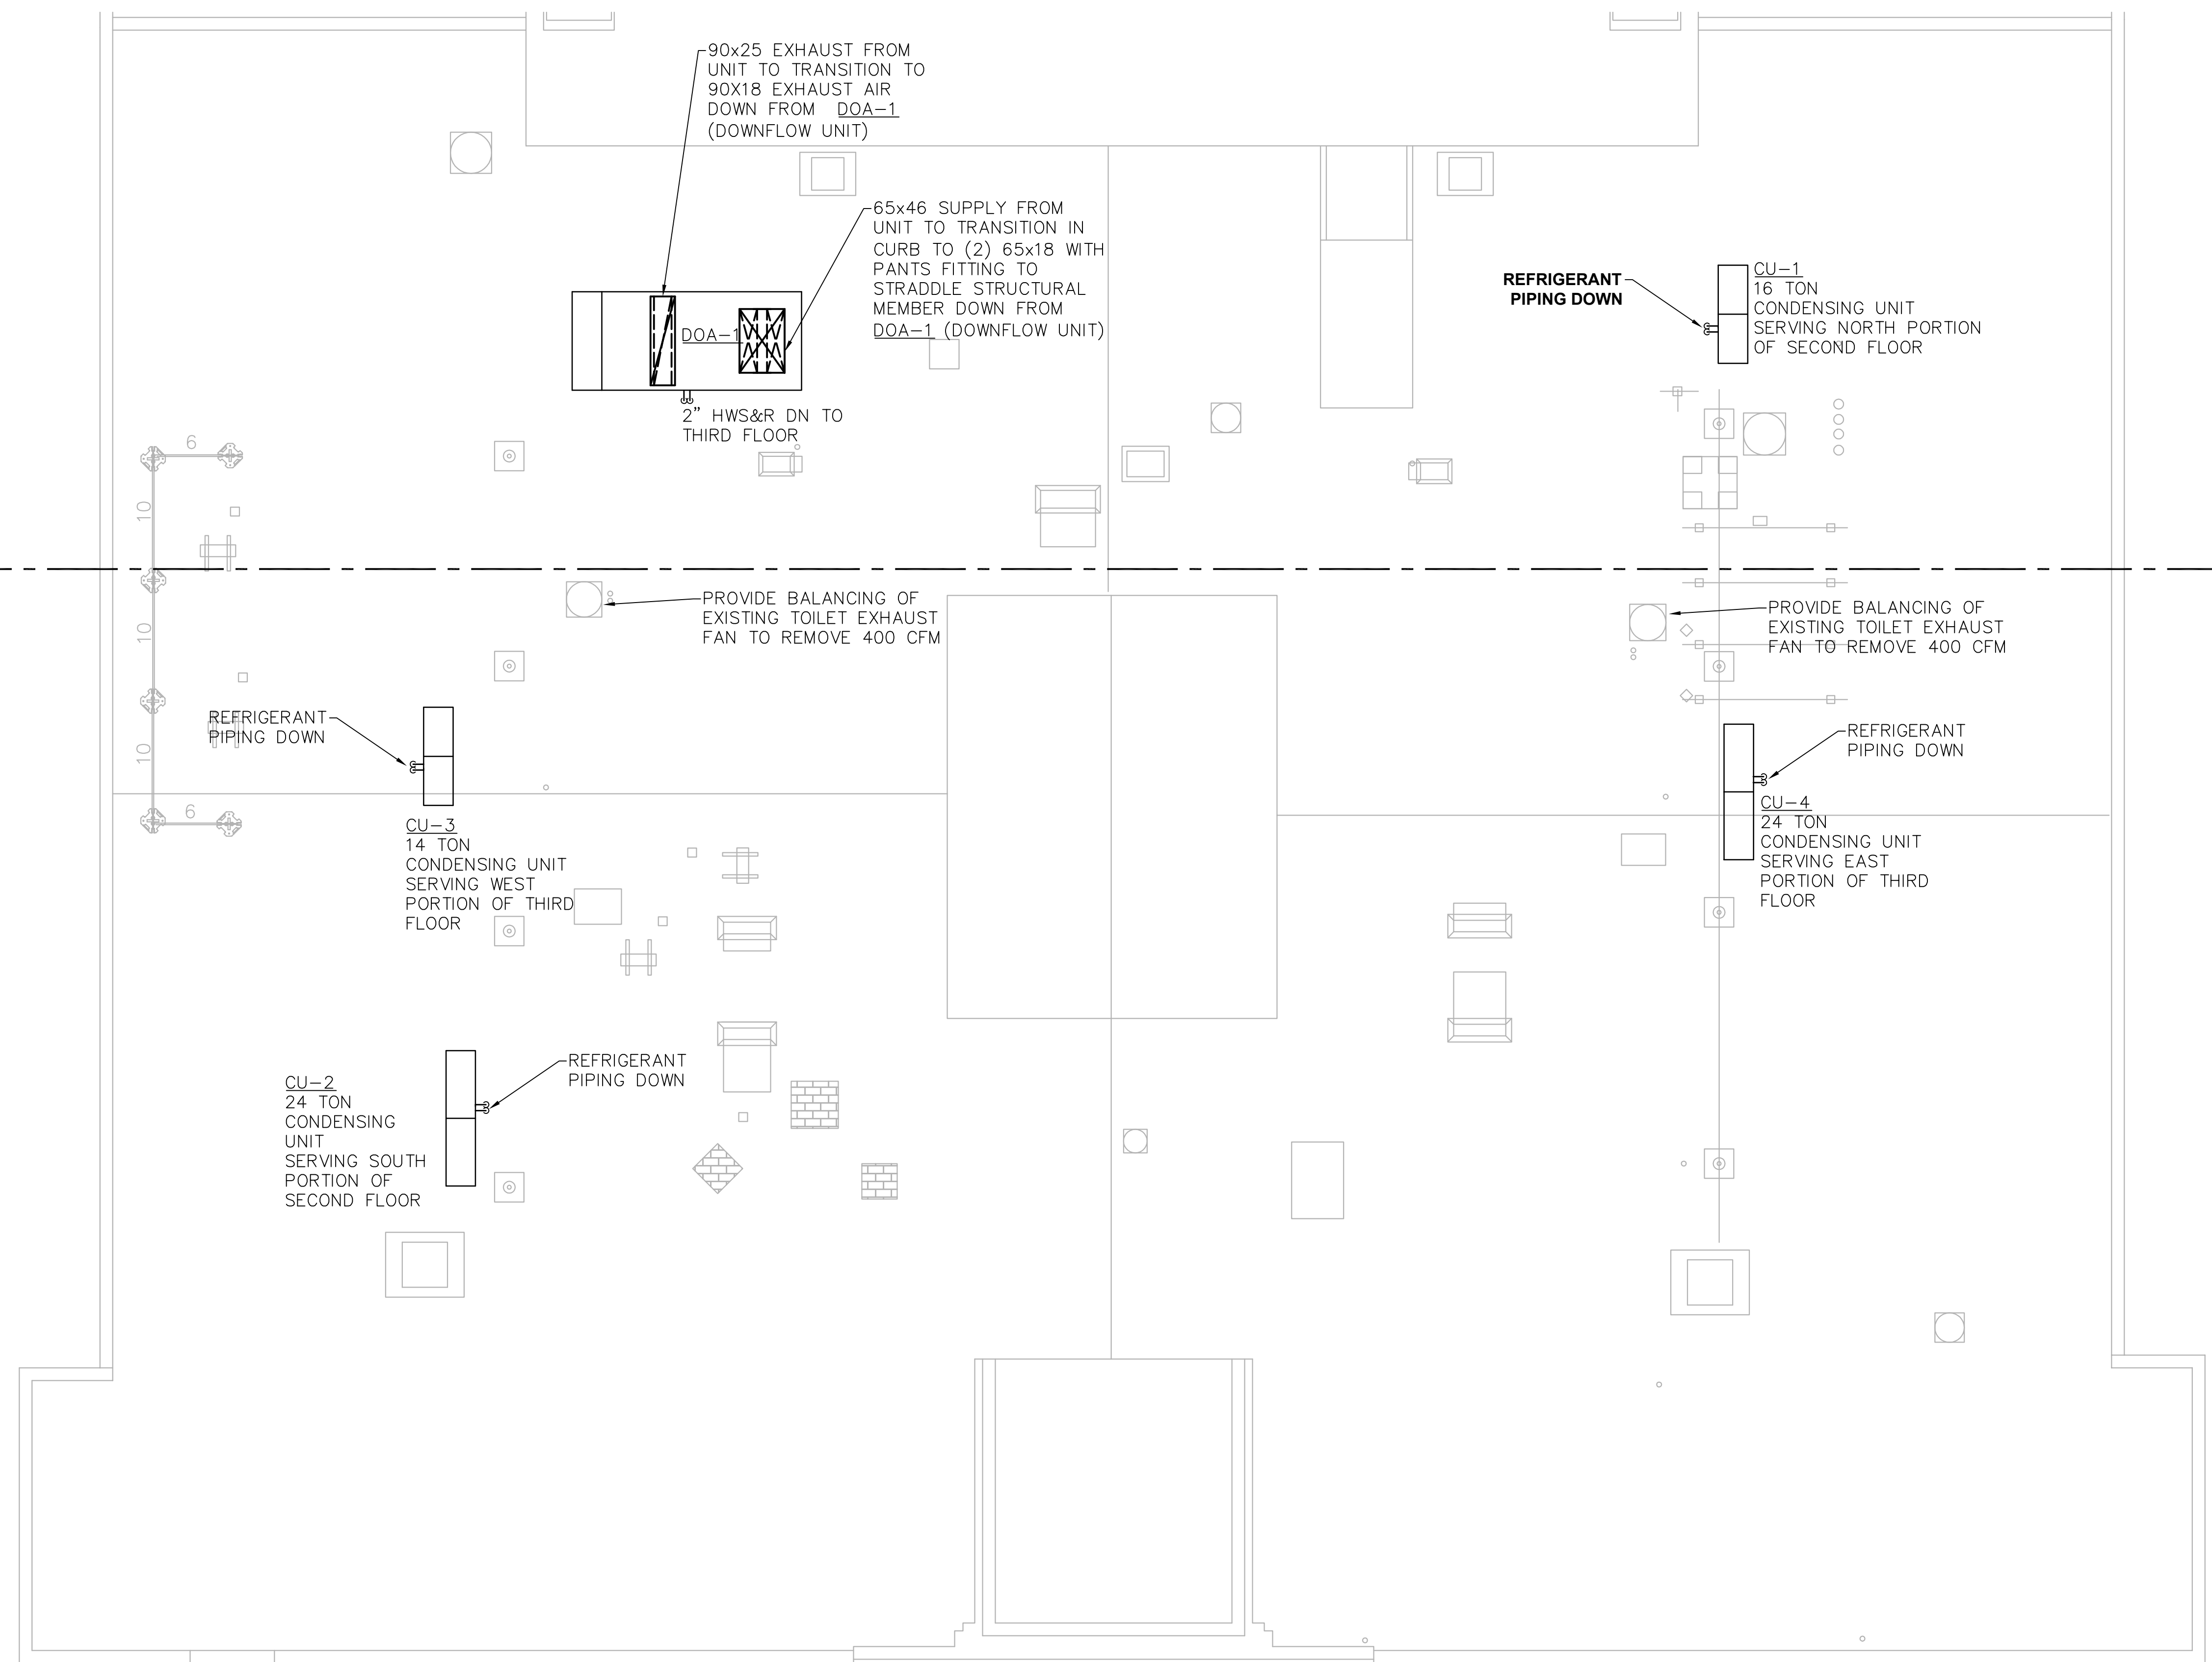 90x25 EXHAUST FROM
UNIT TO TRANSITION TO
90X18 EXHAUST AIR
DOWN FROM DOA-1
(DOWNFLOW UNIT)
65x46 SUPPLY FROM
UNIT TO TRANSITION IN
CURB TO (2) 65x18 WITH
PANTS FITTING TO
STRADDLE STRUCTURAL
MEMBER DOWN FROM
DOA-1 (DOWNFLOW UNIT)
DOA-1
2" HWS&R DN TO
THIRD FLOOR
REFRIGERANT
PIPING DOWN
CU-1
16 TON
CONDENSING UNIT
SERVING NORTH PORTION
OF SECOND FLOOR
6
10
10
10
6
PROVIDE BALANCING OF
EXISTING TOILET EXHAUST
FAN TO REMOVE 400 CFM
PROVIDE BALANCING OF
EXISTING TOILET EXHAUST
FAN TO REMOVE 400 CFM
REFRIGERANT
PIPING DOWN
CU-3
14 TON
CONDENSING UNIT
SERVING WEST
PORTION OF THIRD
FLOOR
REFRIGERANT
PIPING DOWN
CU-4
24 TON
CONDENSING UNIT
SERVING EAST
PORTION OF THIRD
FLOOR
CU-2
24 TON
CONDENSING
UNIT
SERVING SOUTH
PORTION OF
SECOND FLOOR
REFRIGERANT
PIPING DOWN